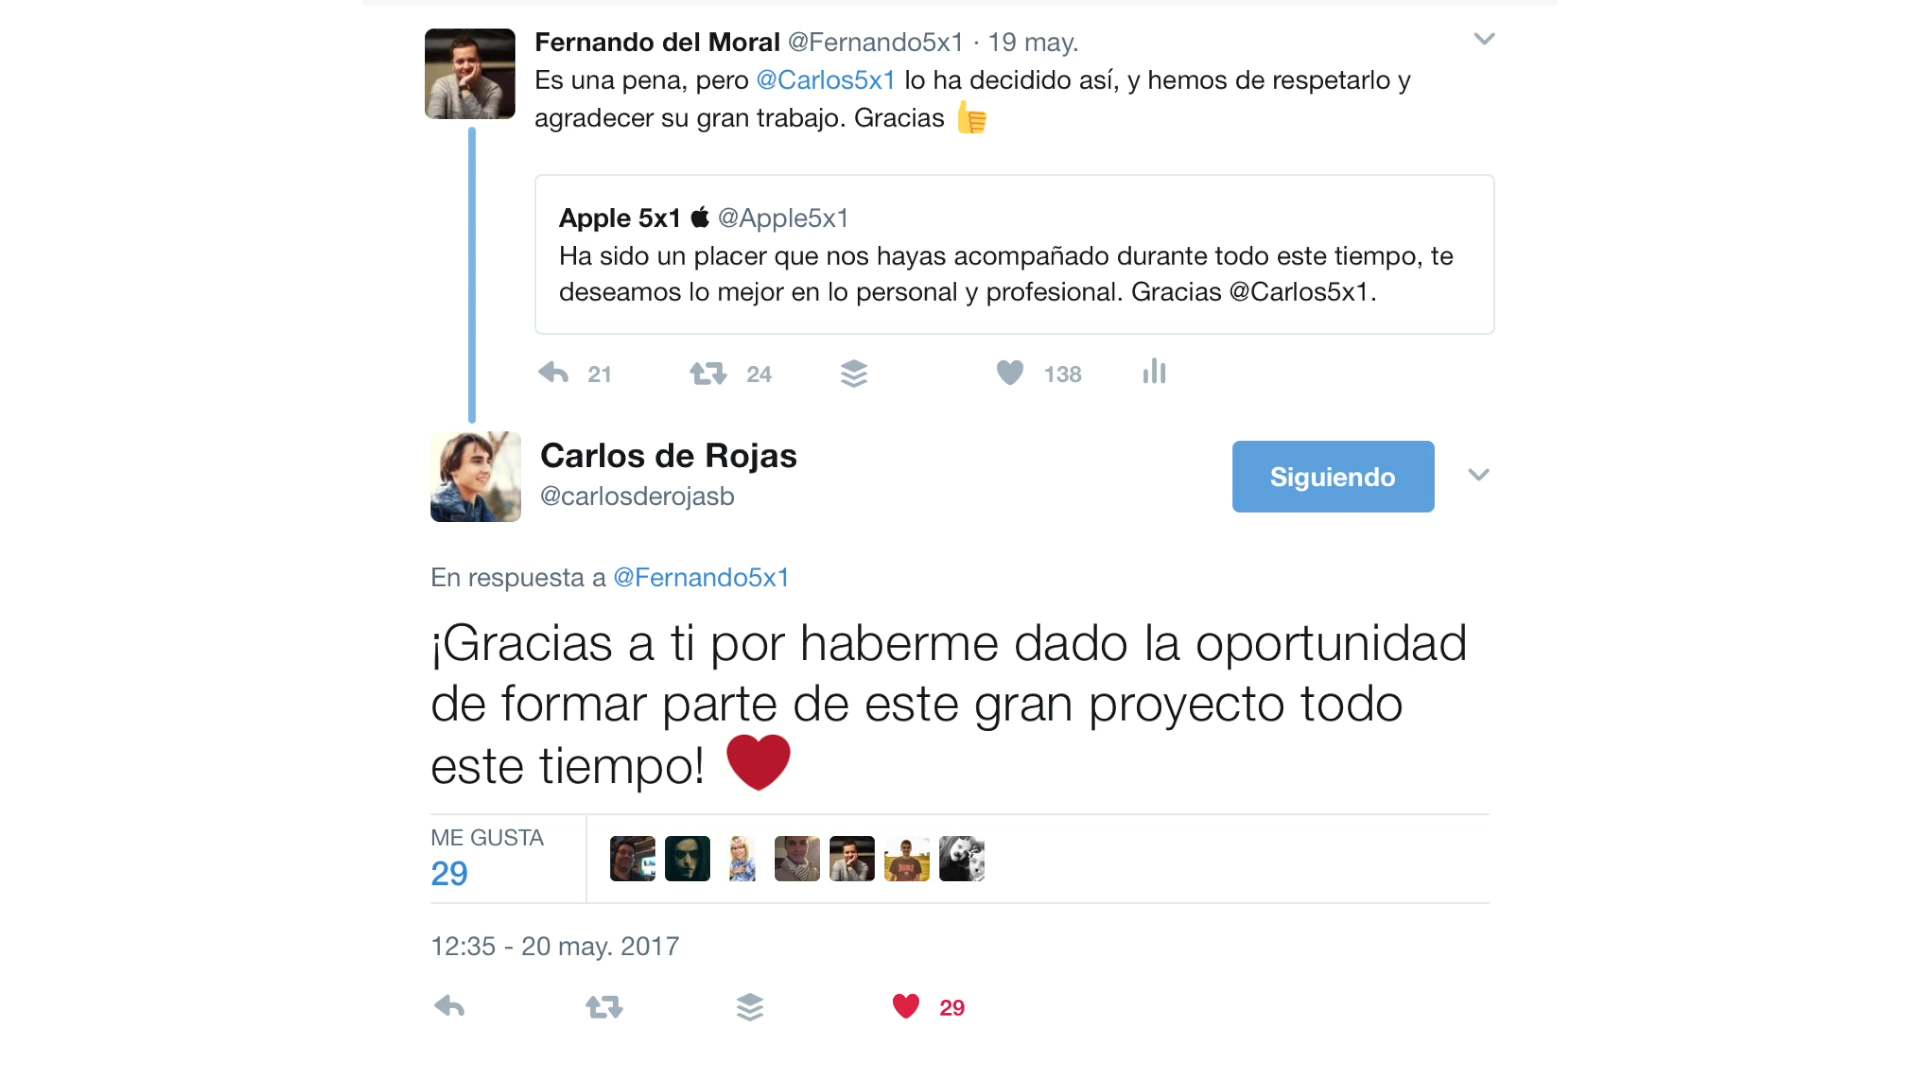 Fernando del Moral @Fernando5x1 · 19 may.
Es una pena, pero @Carlos5x1 lo ha decidido así, y hemos de respetarlo y
agradecer su gran trabajo. Gracias 👍
Apple 5x1  @Apple5x1
Ha sido un placer que nos hayas acompañado durante todo este tiempo, te
deseamos lo mejor en lo personal y profesional. Gracias @Carlos5x1.
21 24 138
Carlos de Rojas
@carlosderojasb
Siguiendo
En respuesta a @Fernando5x1
¡Gracias a ti por haberme dado la oportunidad
de formar parte de este gran proyecto todo
este tiempo! ❤
ME GUSTA
29
12:35 - 20 may. 2017
29